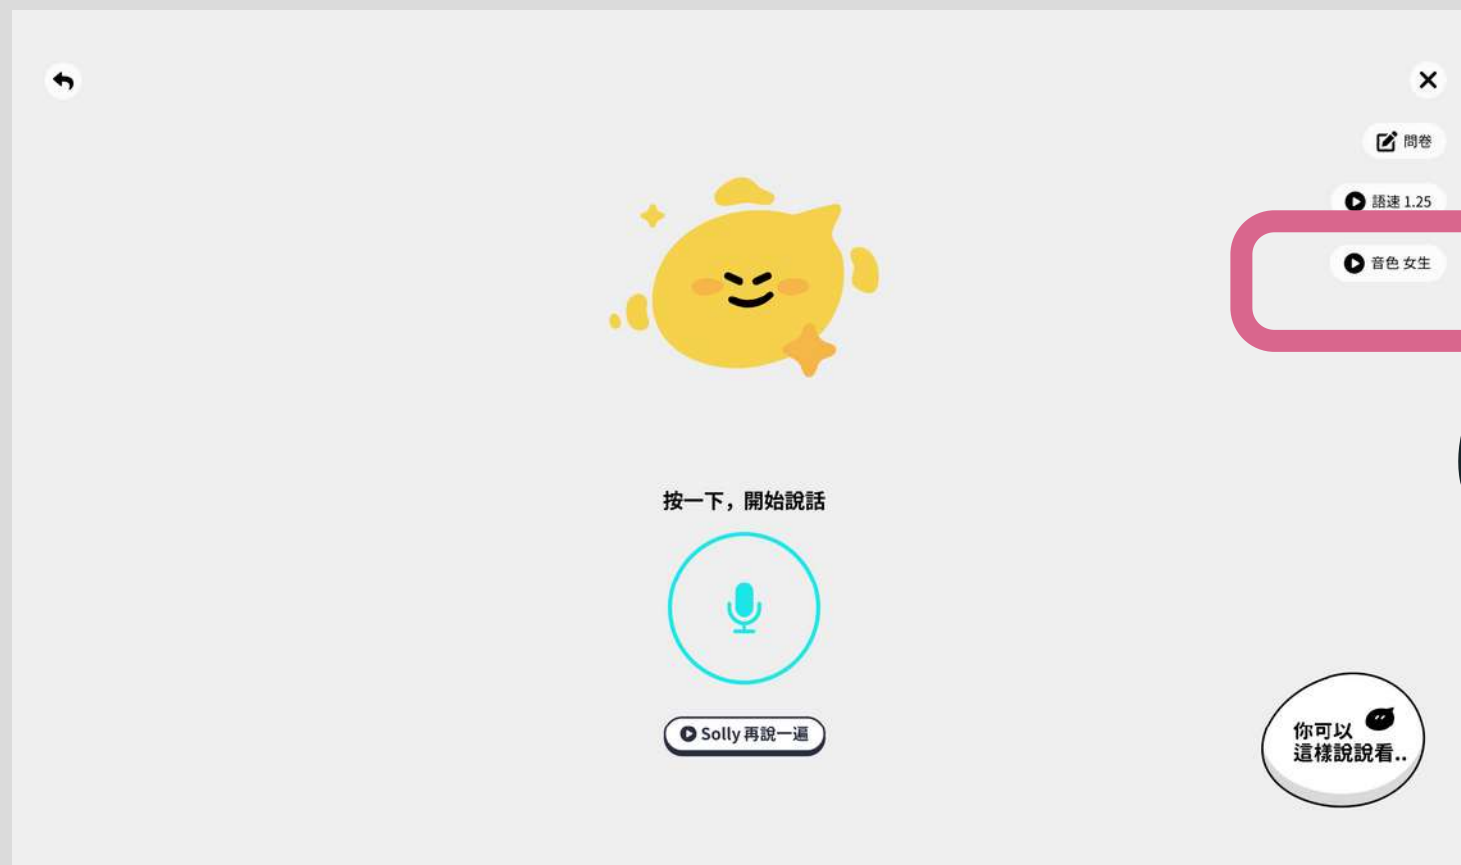 問卷
語速 1.25
音色 女生
按一下，開始說話
Solly 再說一遍
你可以
這樣說說看..